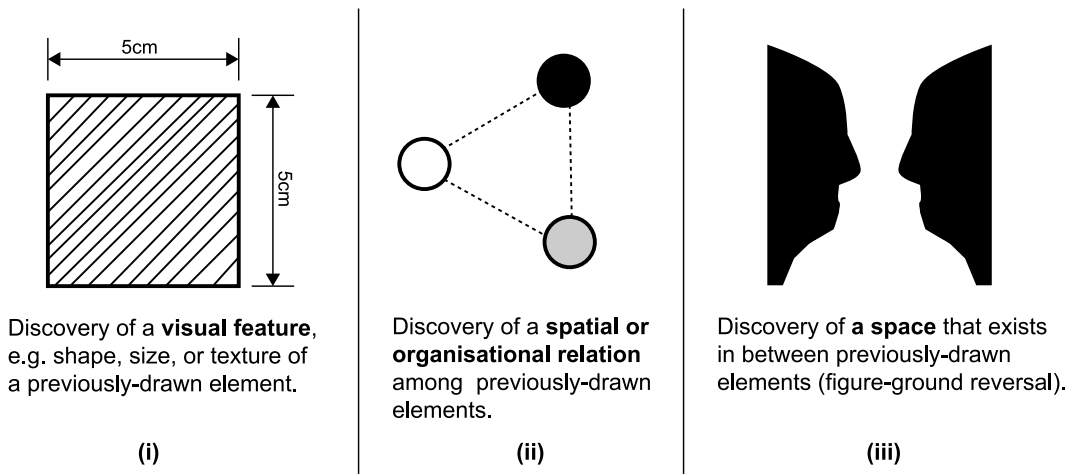 5cm
5cm
Discovery of a visual feature,
e.g. shape, size, or texture of
a previously-drawn element.
(i)
Discovery of a spatial or
organisational relation
among previously-drawn
elements.
(ii)
Discovery of a space that exists
in between previously-drawn
elements (figure-ground reversal).
(iii)